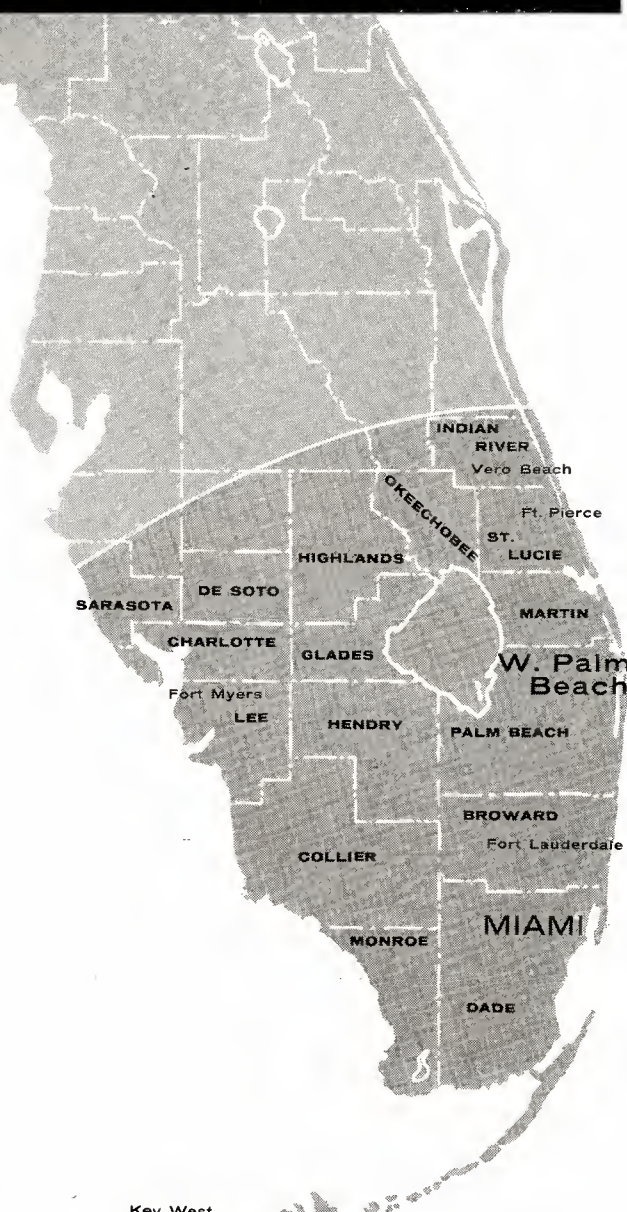 INDIAN
RIVER
Vero Beach
OKEECHOBEE
Ft. Pierce
ST.
LUCIE
HIGHLANDS
DE SOTO
SARASOTA
MARTIN
CHARLOTTE
GLADES
W. Palm
Beach
Fort Myers
LEE
HENDRY
PALM BEACH
BROWARD
Fort Lauderdale
COLLIER
MIAMI
MONROE
DADE
Key West